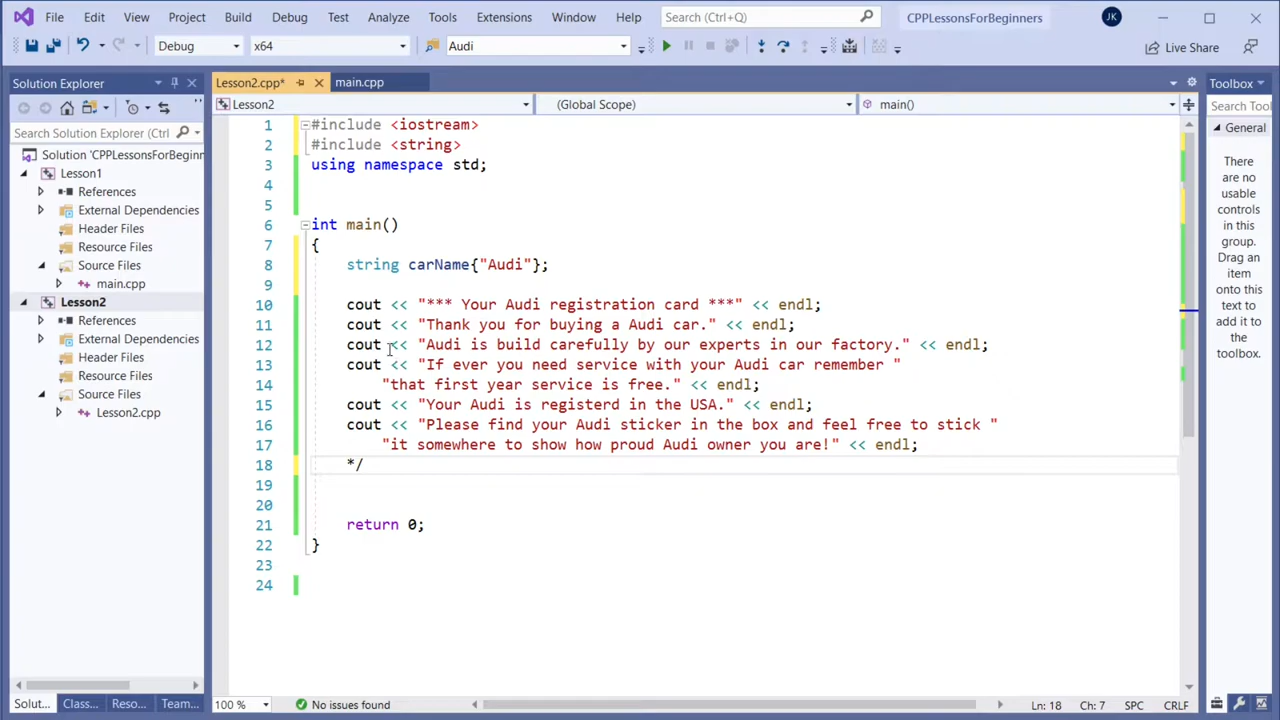 File Edit View Project Build Debug Test Analyze Tools Extensions Window Help Search (Ctrl+Q) CPPLessonsForBeginners JK
Debug x64 Audi Live Share
Solution Explorer Lesson2.cpp* main.cpp Toolbox
Lesson2 (Global Scope) main() Search Tool
Search Solution Explorer (Ctrl
General
Solution 'CPPLessonsForBeginn
Lesson1
References
External Dependencies
Header Files
Resource Files
Source Files
main.cpp
Lesson2
References
External Dependencies
Header Files
Resource Files
Source Files
Lesson2.cpp
1 #include <iostream>
2 #include <string>
3 using namespace std;
4
5
6 int main()
7 {
8 string carName{"Audi"};
9
10 cout << "*** Your Audi registration card ***" << endl;
11 cout << "Thank you for buying a Audi car." << endl;
12 cout << "Audi is build carefully by our experts in our factory." << endl;
13 cout << "If ever you need service with your Audi car remember "
14 "that first year service is free." << endl;
15 cout << "Your Audi is registerd in the USA." << endl;
16 cout << "Please find your Audi sticker in the box and feel free to stick "
17 "it somewhere to show how proud Audi owner you are!" << endl;
18 */
19
20
21 return 0;
22 }
23
24
There
are no
usable
controls
in this
group.
Drag an
item
onto this
text to
add it to
the
toolbox.
Solut... Class... Reso... Team... 100 % No issues found Ln: 18 Ch: 7 SPC CRLF